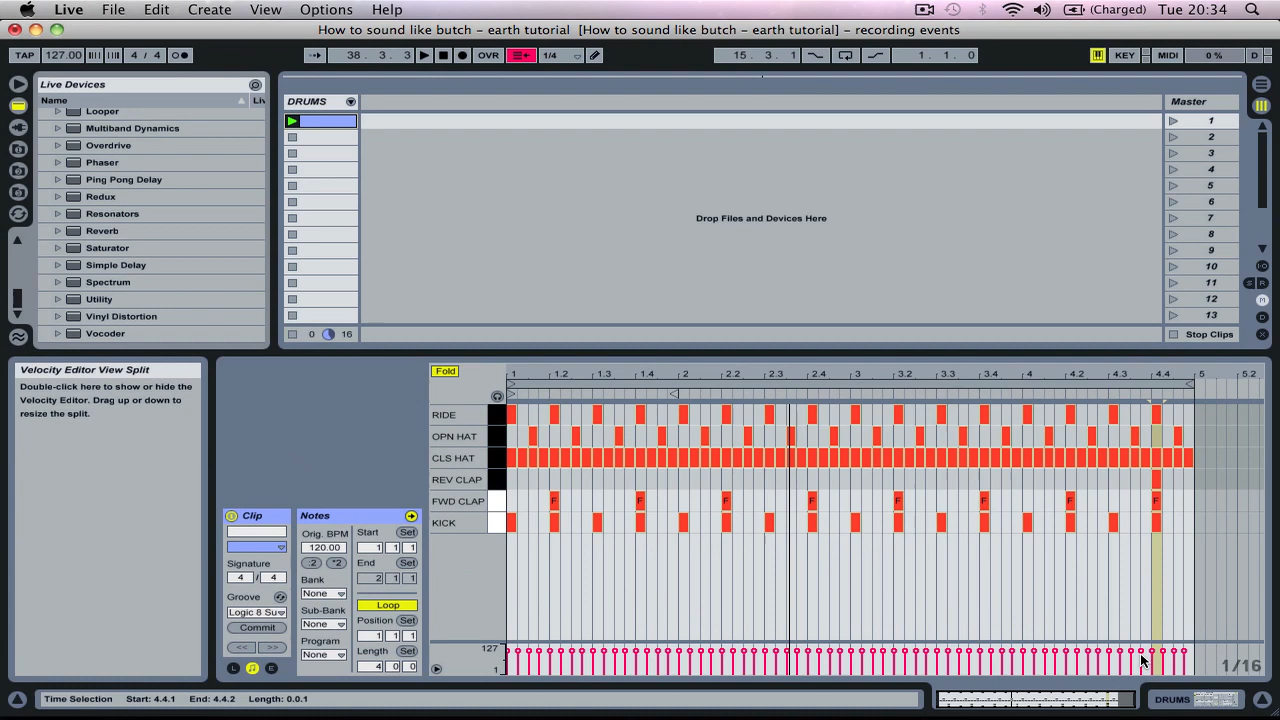 Live File Edit Create View Options Help (Charged) Tue 20:34
How to sound like butch – earth tutorial [How to sound like butch – earth tutorial] – recording events
TAP 127.00 4 / 4 38. 3. 3 OVR 1/4 15. 3. 1 1. 1. 0 KEY MIDI 0 % D
Live Devices
Name Liv
Looper
Multiband Dynamics
Overdrive
Phaser
Ping Pong Delay
Redux
Resonators
Reverb
Saturator
Simple Delay
Spectrum
Utility
Vinyl Distortion
Vocoder
DRUMS
Master
1
2
3
4
5
6
7
8
9
10
11
12
13
Drop Files and Devices Here
0 16
Stop Clips
S R
M
D
X
Velocity Editor View Split
Double-click here to show or hide the
Velocity Editor. Drag up or down to
resize the split.
Clip
Signature
4 / 4
Groove
Logic 8 Su
Commit
<< >>
L E
Notes
Orig. BPM
120.00
:2 *2
Bank
None
Sub-Bank
None
Program
None
Start Set
1 1 1
End Set
2 1 1
Loop
Position Set
1 1 1
Length Set
4 0 0
Fold
1 1.2 1.3 1.4 2 2.2 2.3 2.4 3 3.2 3.3 3.4 4 4.2 4.3 4.4 5 5.2
RIDE
OPN HAT
CLS HAT
REV CLAP
FWD CLAP F F F F F F F F
KICK
127
1
1/16
Time Selection Start: 4.4.1 End: 4.4.2 Length: 0.0.1
DRUMS